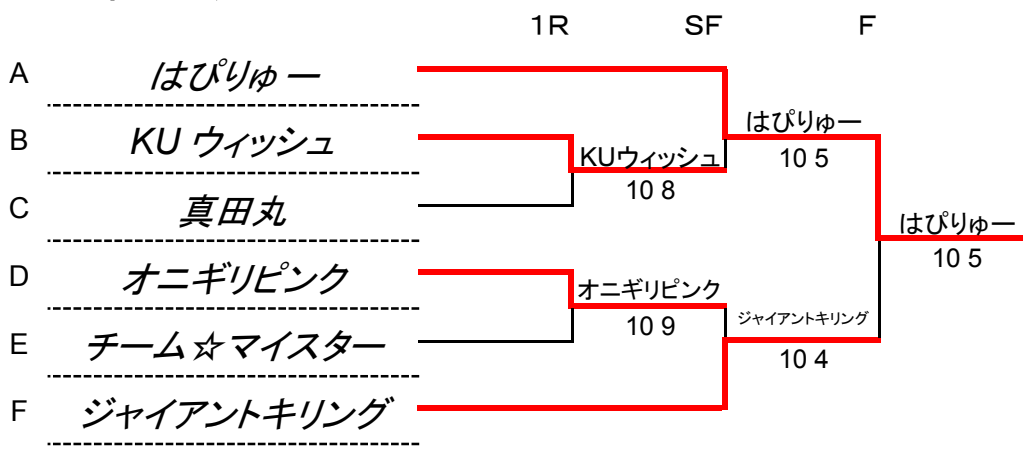 1R SF F
A はぴりゅー
はぴりゅー
B KU ウィッシュ
KUウィッシュ
10 5
10 8
C 真田丸
はぴりゅー
10 5
D オニギリピンク
オニギリピンク
10 9
ジャイアントキリング
E チーム☆マイスター
10 4
F ジャイアントキリング